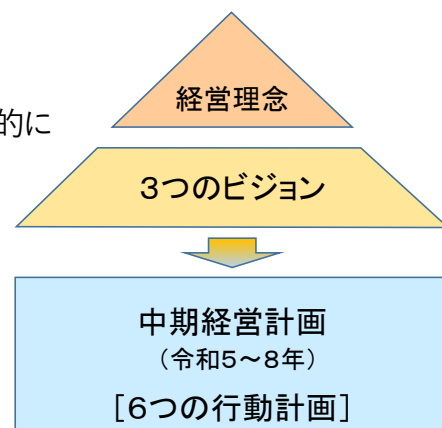 経営理念
的に
3つのビジョン
中期経営計画
（令和5～8年）
［6つの行動計画］